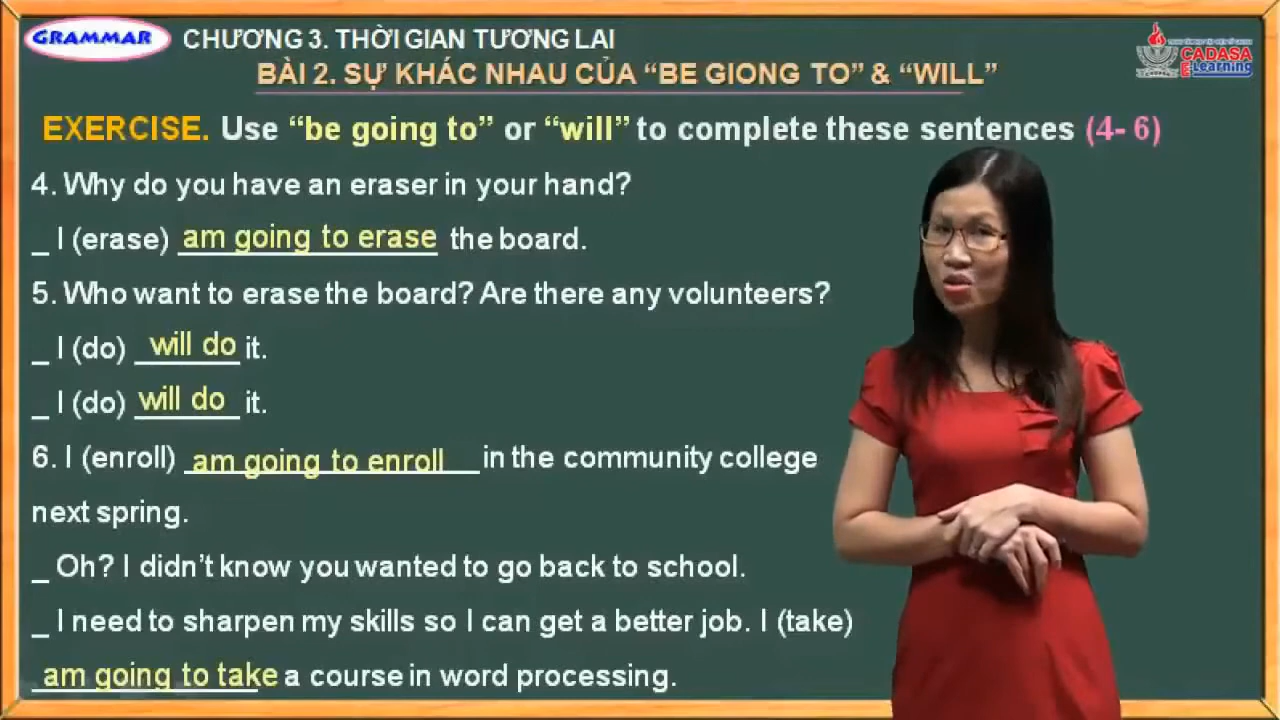 GRAMMAR CHƯƠNG 3. THỜI GIAN TƯƠNG LAI
BÀI 2. SỰ KHÁC NHAU CỦA “BE GIONG TO” & “WILL”
CADASA
E-Learning
EXERCISE. Use “be going to” or “will” to complete these sentences (4- 6)
4. Why do you have an eraser in your hand?
_ I (erase) am going to erase the board.
5. Who want to erase the board? Are there any volunteers?
_ I (do) will do it.
_ I (do) will do it.
6. I (enroll) am going to enroll in the community college
next spring.
_ Oh? I didn’t know you wanted to go back to school.
_ I need to sharpen my skills so I can get a better job. I (take)
am going to take a course in word processing.